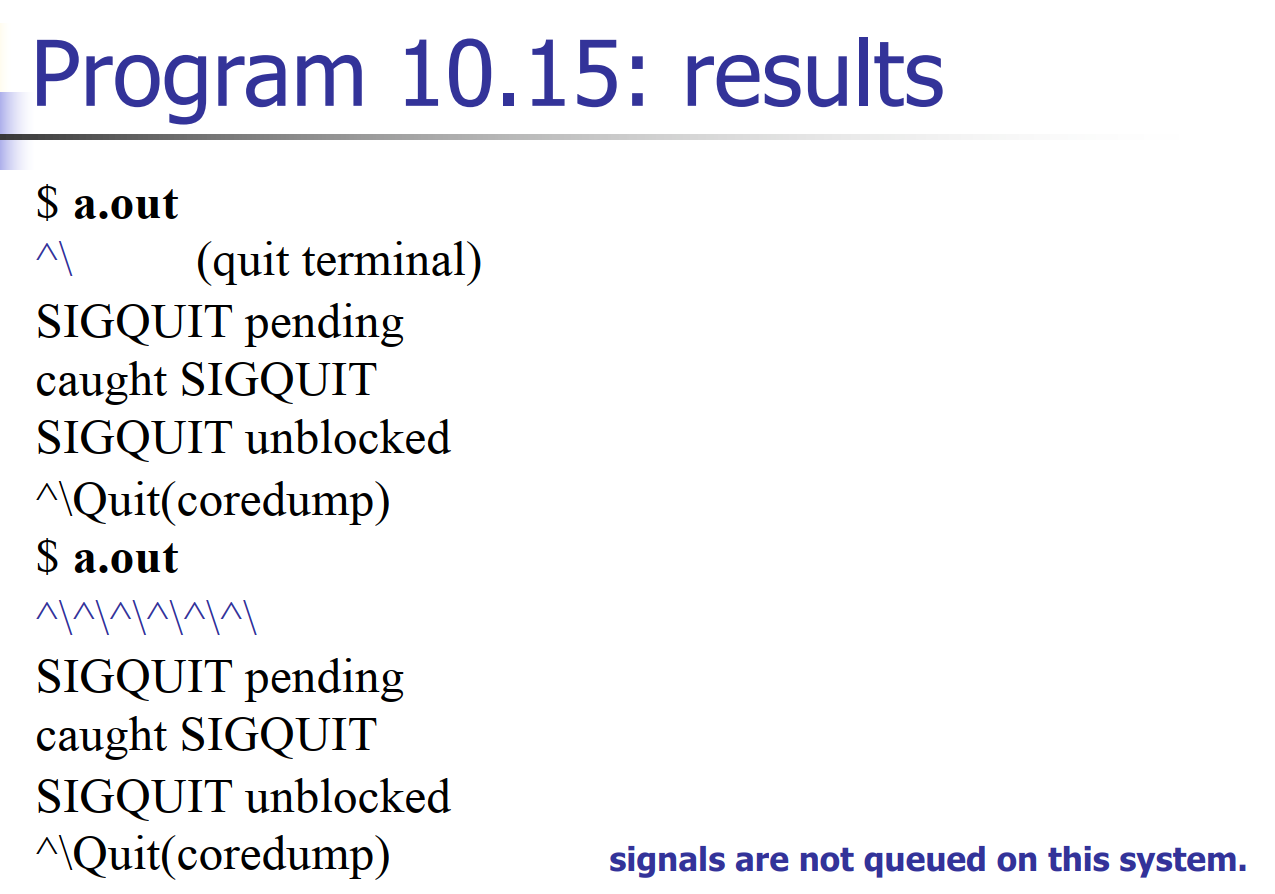 Program 10.15: results
$ a.out
^\ (quit terminal)
SIGQUIT pending
caught SIGQUIT
SIGQUIT unblocked
^\Quit(coredump)
$ a.out
^\^\^\^\^\^\
SIGQUIT pending
caught SIGQUIT
SIGQUIT unblocked
^\Quit(coredump)
signals are not queued on this system.